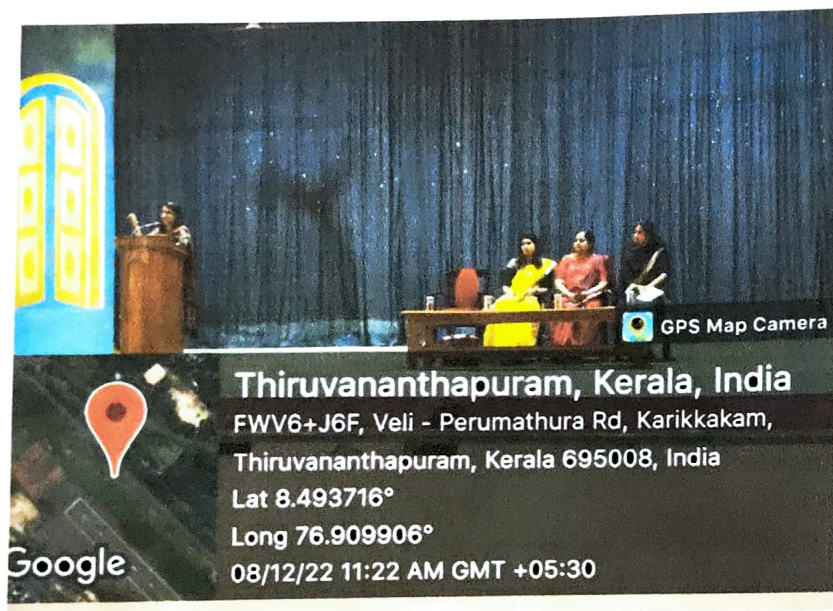 GPS Map Camera
Thiruvananthapuram, Kerala, India
FWV6+J6F, Veli - Perumathura Rd, Karikkakam,
Thiruvananthapuram, Kerala 695008, India
Lat 8.493716°
Long 76.909906°
08/12/22 11:22 AM GMT +05:30
Google